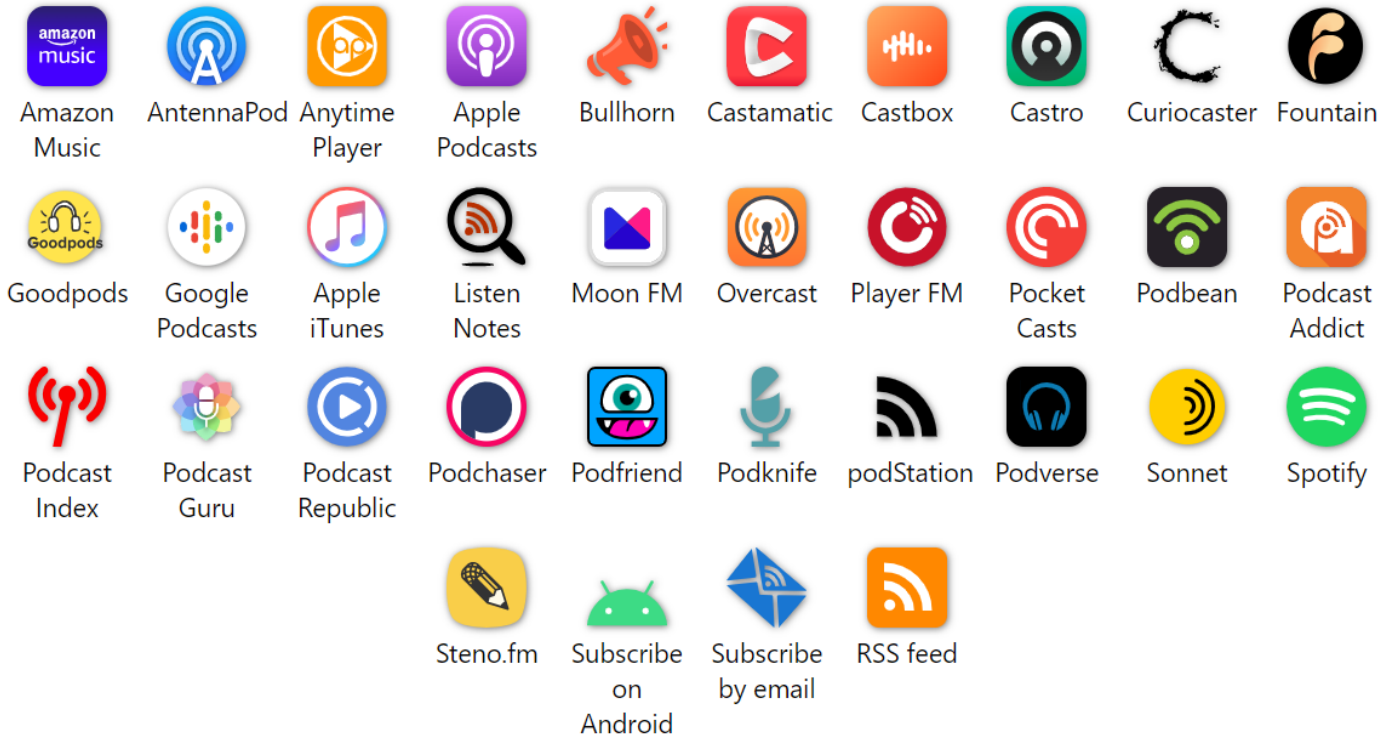 amazon
music
ap
Amazon
Music
AntennaPod
Anytime
Player
Apple
Podcasts
Bullhorn
Castamatic
Castbox
Castro
Curiocaster
Fountain
Goodpods
Goodpods
Google
Podcasts
Apple
iTunes
Listen
Notes
Moon FM
Overcast
Player FM
Pocket
Casts
Podbean
Podcast
Addict
Podcast
Index
Podcast
Guru
Podcast
Republic
Podchaser
Podfriend
Podknife
podStation
Podverse
Sonnet
Spotify
Steno.fm
Subscribe
on
Android
Subscribe
by email
RSS feed